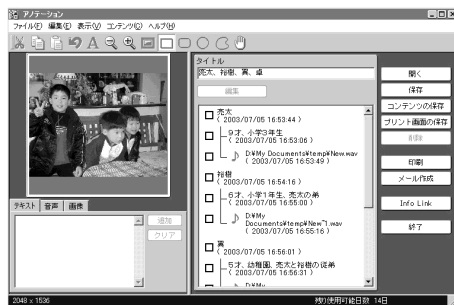 アノテーション
ファイル(F) 編集(E) 表示(V) コンテンツ(C) ヘルプ(H)
タイトル
亮太、裕樹、翼、卓
編集
亮太
( 2003/07/05 16:53:44 )
9才、小学3年生
( 2003/07/05 16:53:06 )
D:¥My Documents¥temp¥New.wav
( 2003/07/05 16:53:49 )
裕樹
( 2003/07/05 16:54:16 )
6才、小学1年生、亮太の弟
( 2003/07/05 16:55:00 )
D:¥My
Documents¥temp¥New~1.wav
( 2003/07/05 16:55:16 )
翼
( 2003/07/05 16:56:01 )
5才、幼稚園、亮太と裕樹の従弟
( 2003/07/05 16:56:31 )
D:¥My
開く
保存
コンテンツの保存
プリント画面の保存
削除
印刷
メール作成
Info Link
終了
テキスト 音声 画像
追加
クリア
2048 x 1536
残り使用可能日数 14日